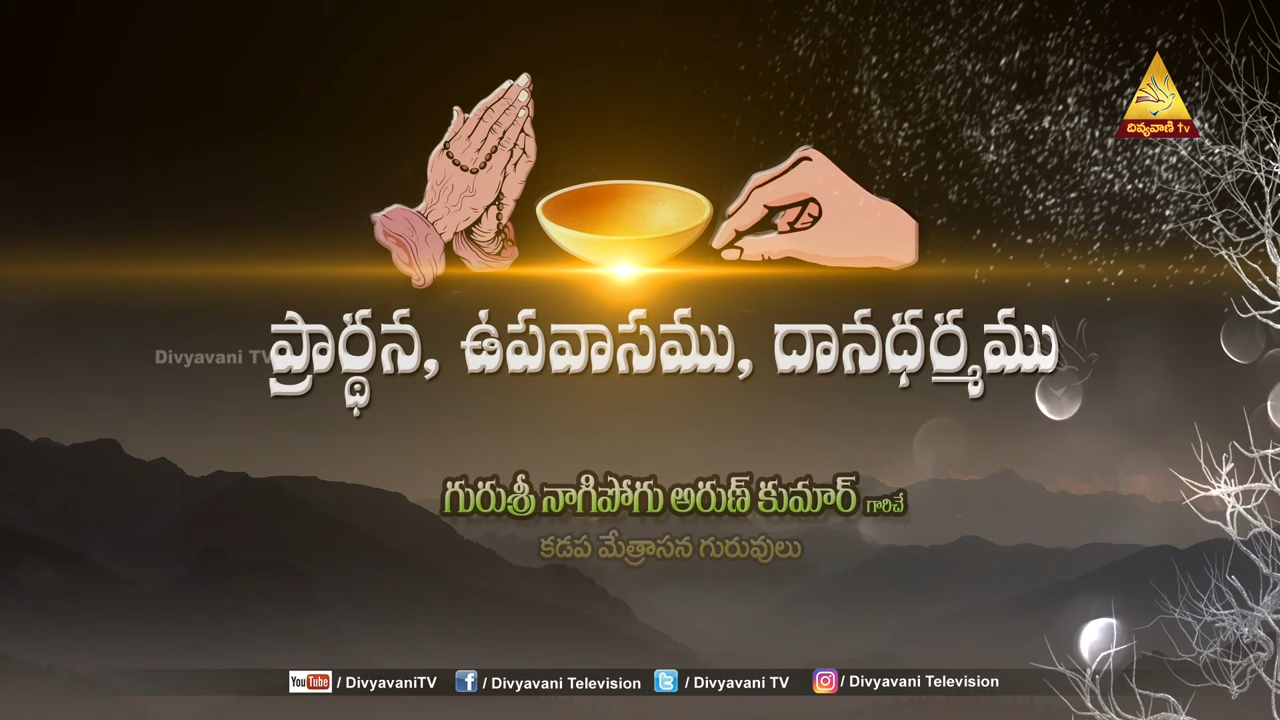 దివ్యవాణి tv
Divyavani TV
ప్రార్థన, ఉపవాసము, దానధర్మము
గురుశ్రీ నాగిపోగు అరుణ్ కుమార్ గారిచే
కడప మేత్రాసన గురువులు
YouTube / DivyavaniTV f / Divyavani Television / Divyavani TV / Divyavani Television